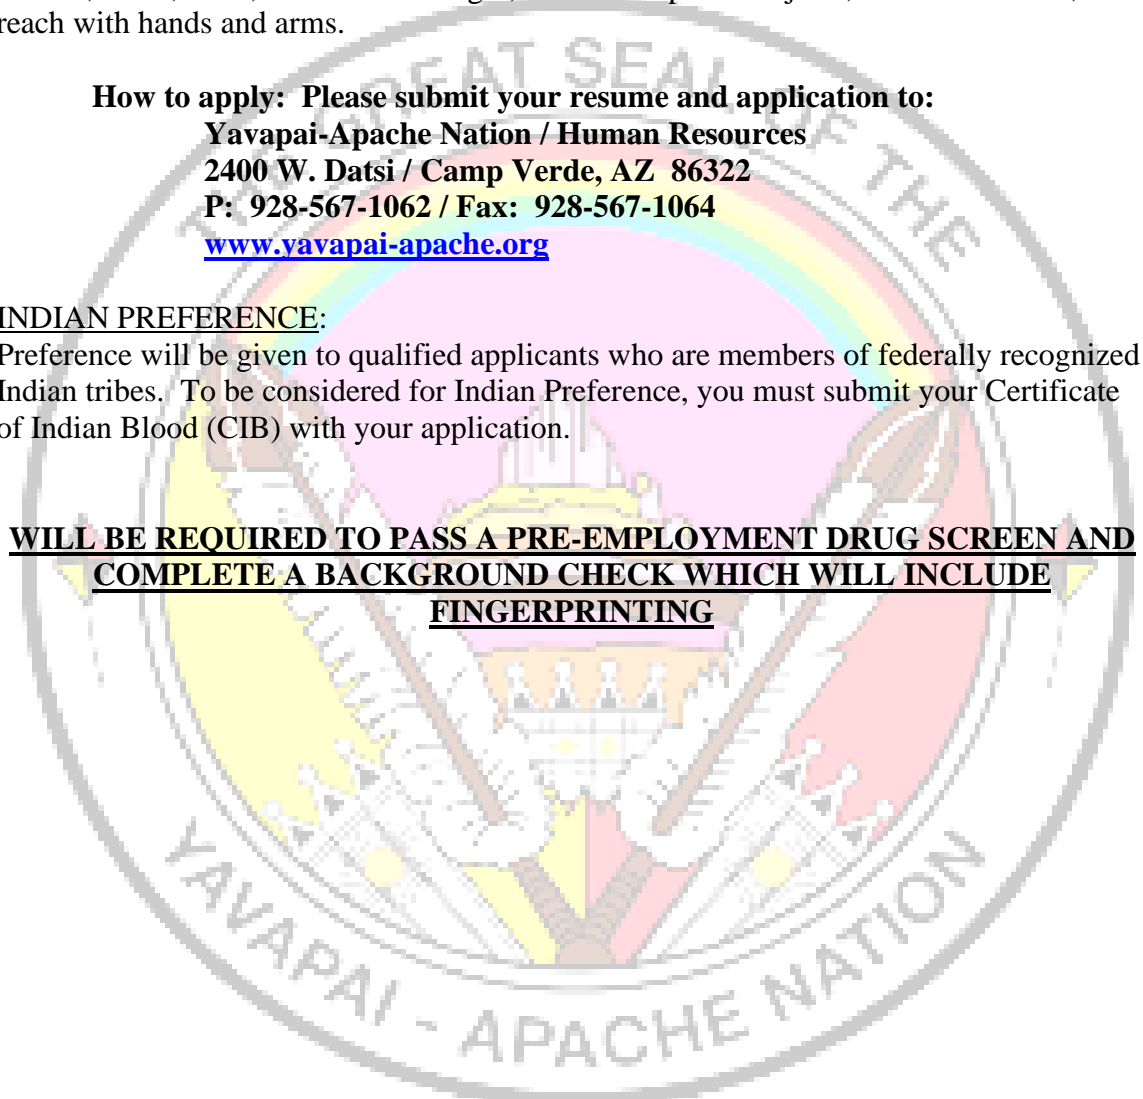 reach with hands and arms.
How to apply:  Please submit your resume and application to:
Yavapai-Apache Nation / Human Resources
2400 W. Datsi / Camp Verde, AZ  86322
P:  928-567-1062 / Fax:  928-567-1064
www.yavapai-apache.org
INDIAN PREFERENCE:
Preference will be given to qualified applicants who are members of federally recognized
Indian tribes.  To be considered for Indian Preference, you must submit your Certificate
of Indian Blood (CIB) with your application.
WILL BE REQUIRED TO PASS A PRE-EMPLOYMENT DRUG SCREEN AND
COMPLETE A BACKGROUND CHECK WHICH WILL INCLUDE
FINGERPRINTING
GREAT SEAL OF THE
YAVAPAI - APACHE NATION